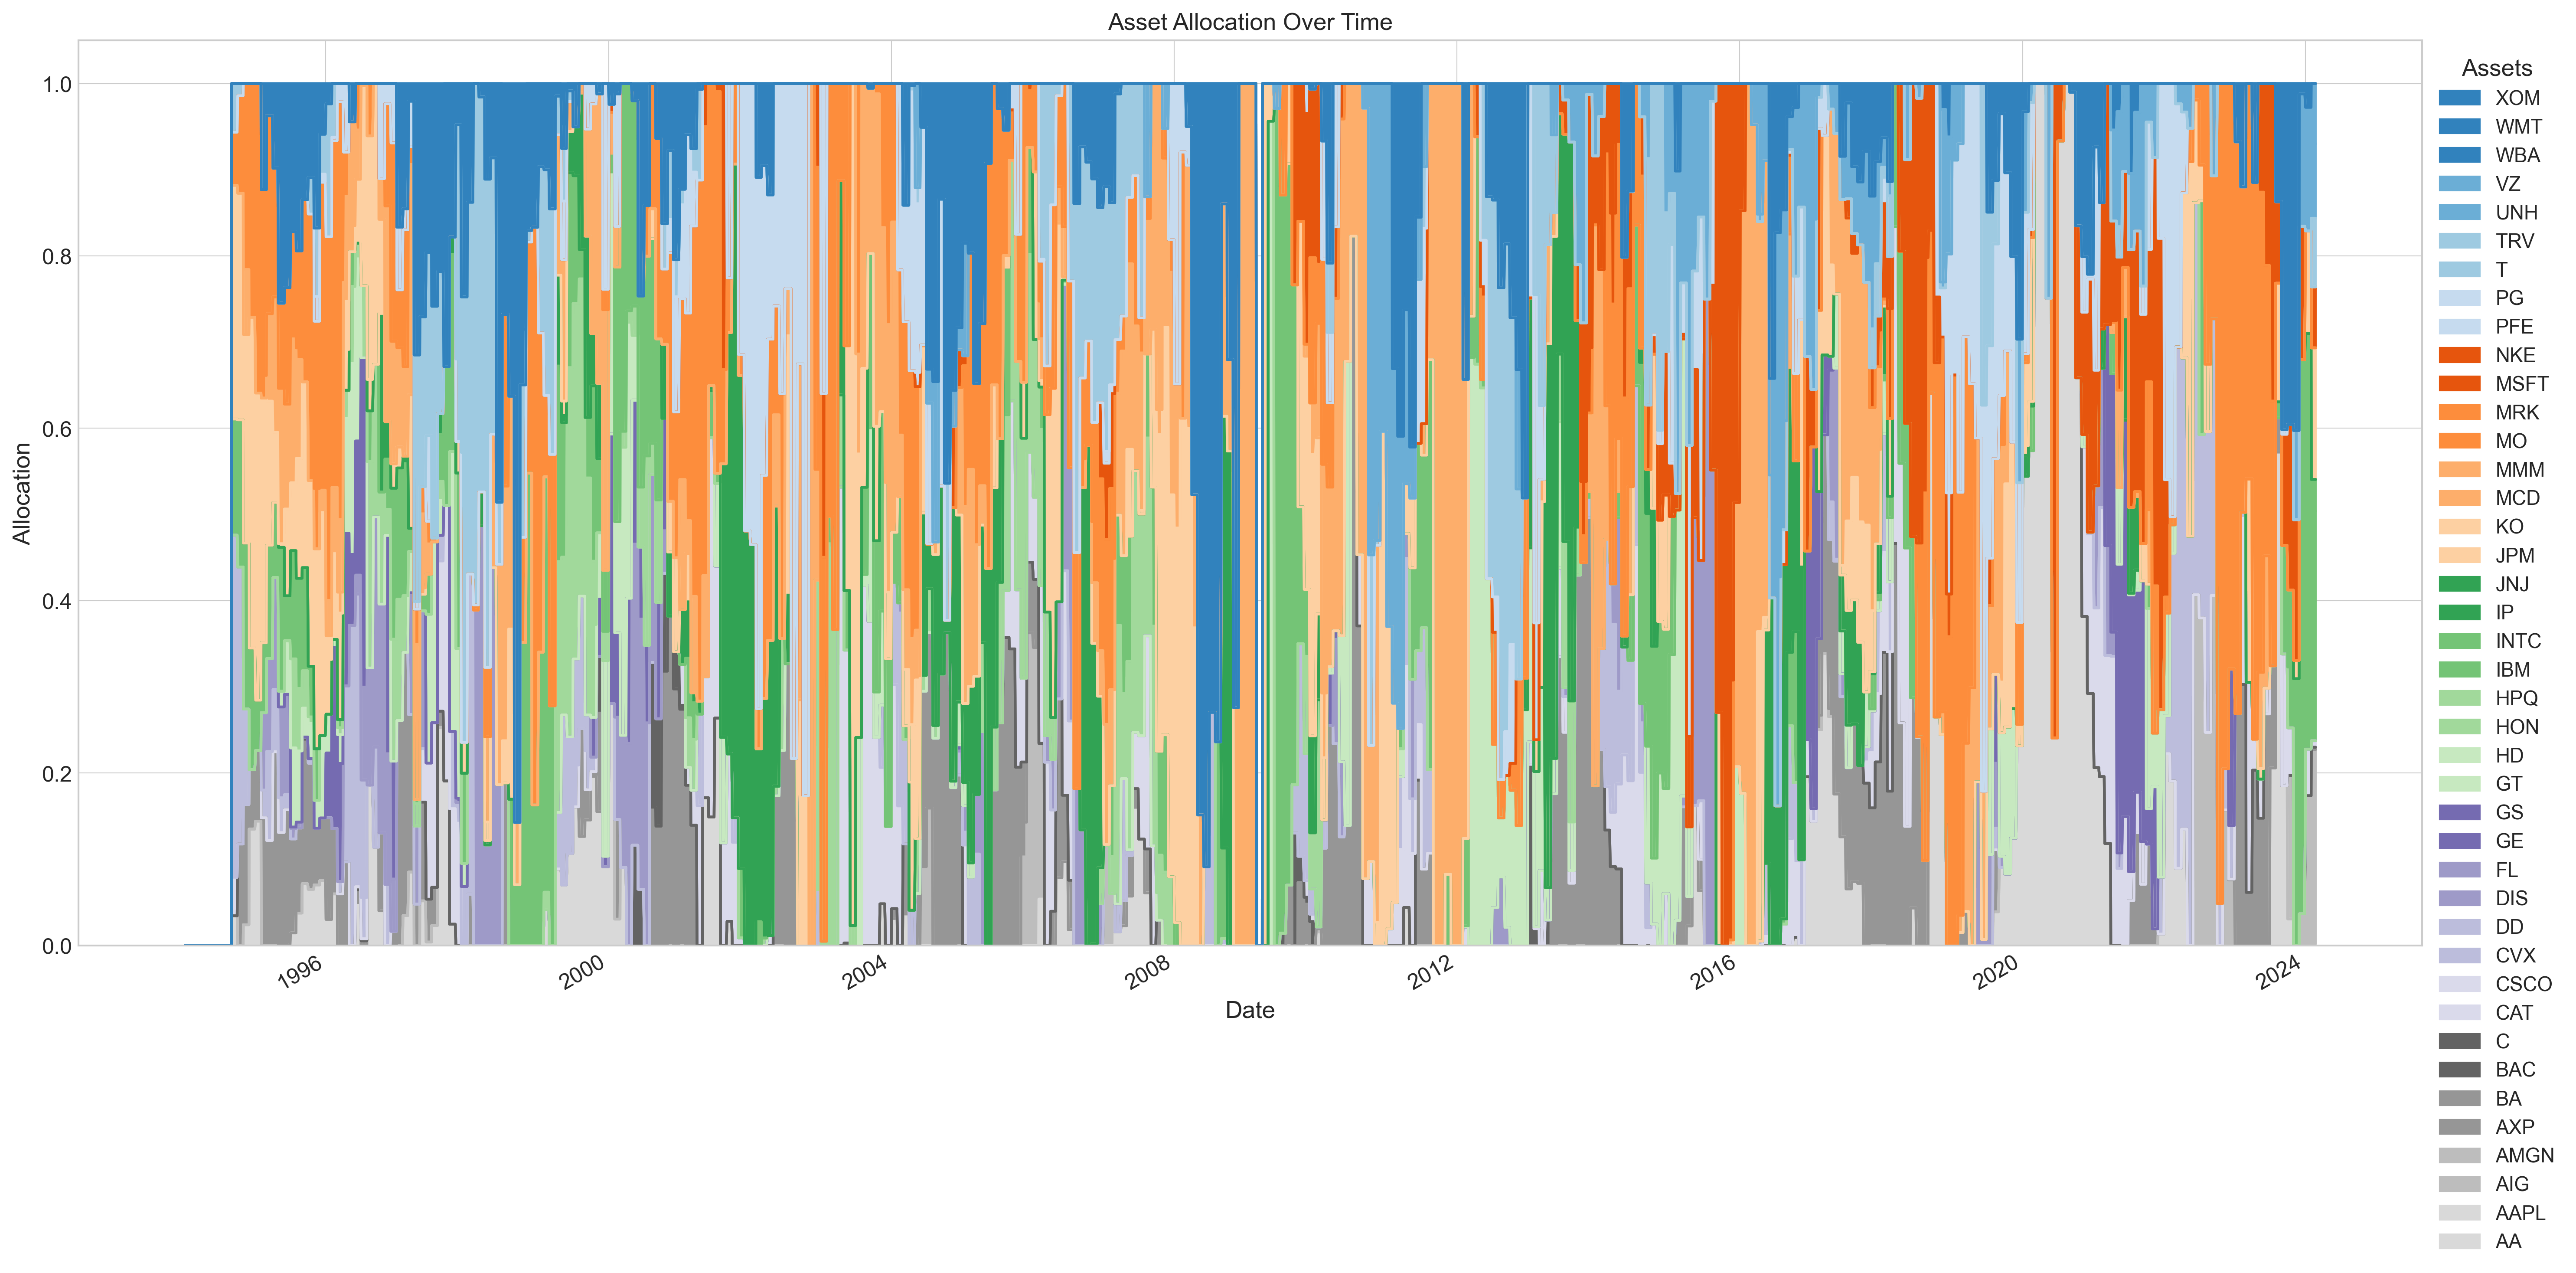 Asset Allocation Over Time
Assets
XOM
WMT
WBA
VZ
UNH
TRV
T
PG
PFE
NKE
MSFT
MRK
MO
MMM
MCD
KO
JPM
JNJ
IP
INTC
IBM
HPQ
HON
HD
GT
GS
GE
FL
DIS
DD
CVX
CSCO
CAT
C
BAC
BA
AXP
AMGN
AIG
AAPL
AA
Allocation
1.0
0.8
0.6
0.4
0.2
0.0
1996
2000
2004
2008
2012
2016
2020
2024
Date